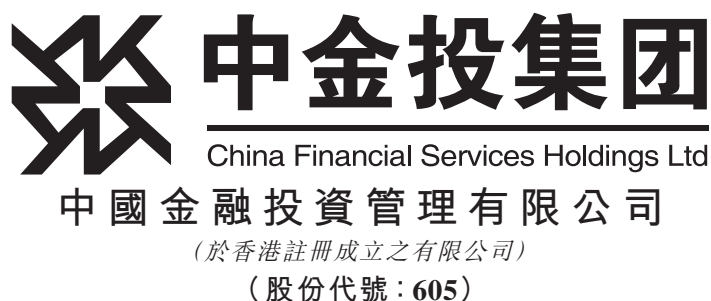 中金投集团
China Financial Services Holdings Ltd
中國金融投資管理有限公司
(於香港註冊成立之有限公司)
(股份代號：605)